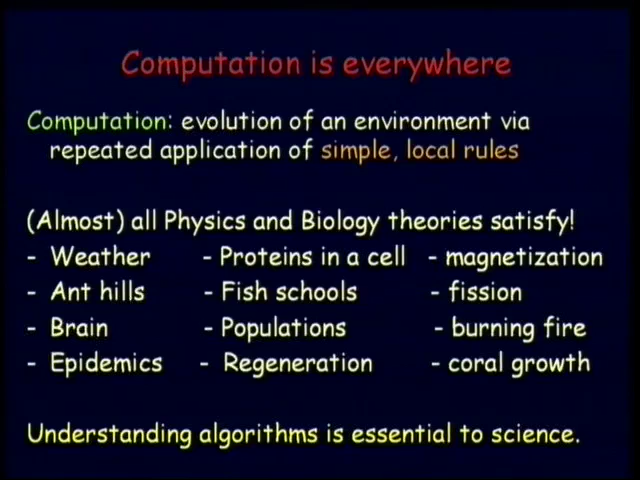 Computation is everywhere
Computation: evolution of an environment via
repeated application of simple, local rules
(Almost) all Physics and Biology theories satisfy!
- Weather - Proteins in a cell - magnetization
- Ant hills - Fish schools - fission
- Brain - Populations - burning fire
- Epidemics - Regeneration - coral growth
Understanding algorithms is essential to science.